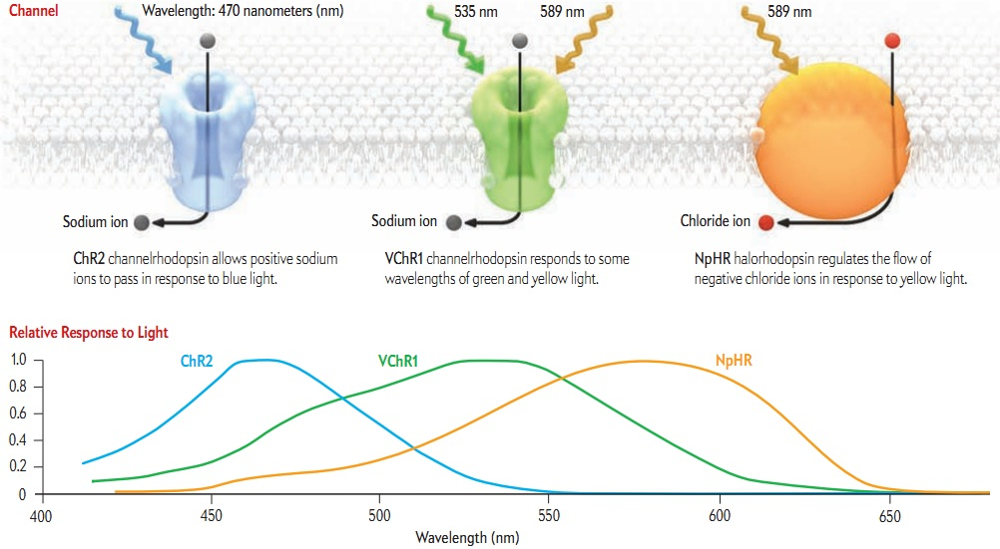 Channel
Wavelength: 470 nanometers (nm)
535 nm
589 nm
589 nm
Sodium ion
Sodium ion
Chloride ion
ChR2 channelrhodopsin allows positive sodium
ions to pass in response to blue light.
VChR1 channelrhodopsin responds to some
wavelengths of green and yellow light.
NpHR halorhodopsin regulates the flow of
negative chloride ions in response to yellow light.
Relative Response to Light
ChR2
VChR1
NpHR
1.0
0.8
0.6
0.4
0.2
0
400
450
500
550
600
650
Wavelength (nm)